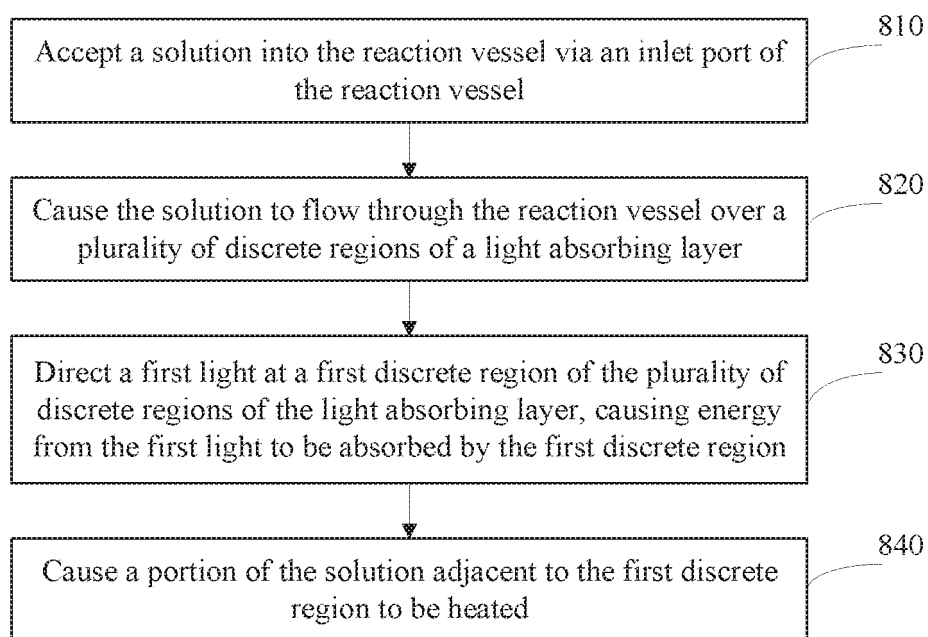 810
Accept a solution into the reaction vessel via an inlet port of
the reaction vessel
820
Cause the solution to flow through the reaction vessel over a
plurality of discrete regions of a light absorbing layer
830
Direct a first light at a first discrete region of the plurality of
discrete regions of the light absorbing layer, causing energy
from the first light to be absorbed by the first discrete region
840
Cause a portion of the solution adjacent to the first discrete
region to be heated